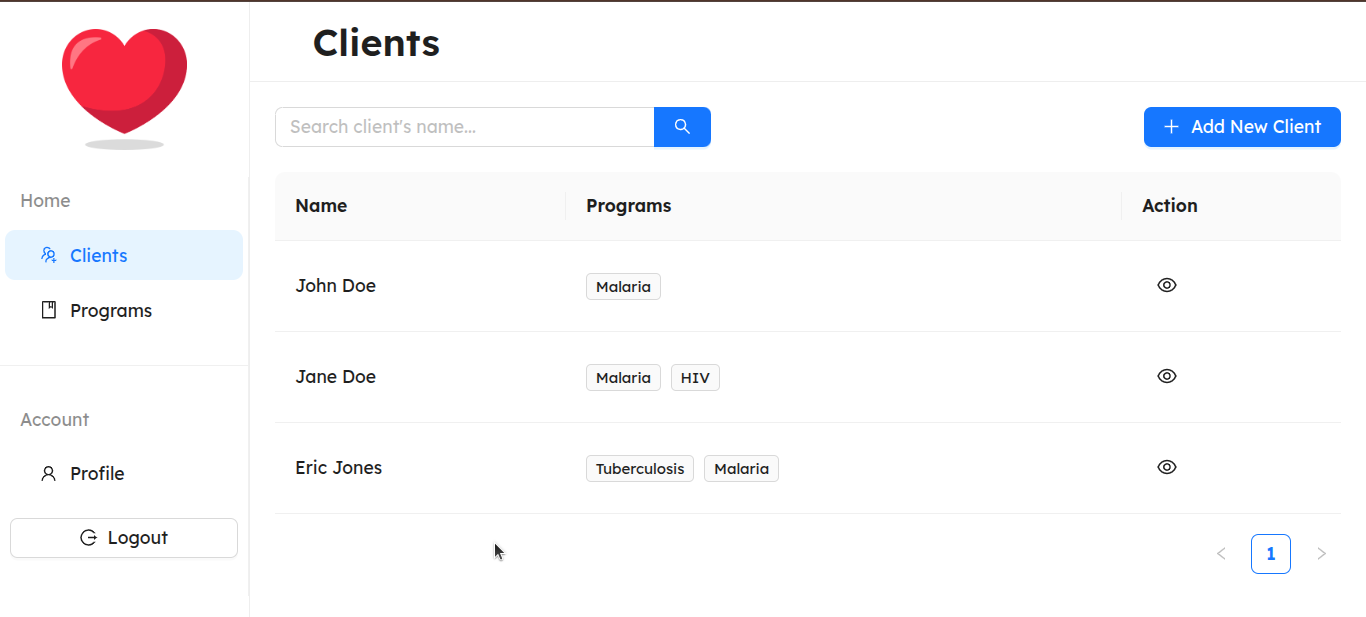 Clients
Search client's name...
Add New Client
Home
Clients
Programs
Account
Profile
Logout
Name Programs Action
John Doe Malaria
Jane Doe Malaria HIV
Eric Jones Tuberculosis Malaria
< 1 >